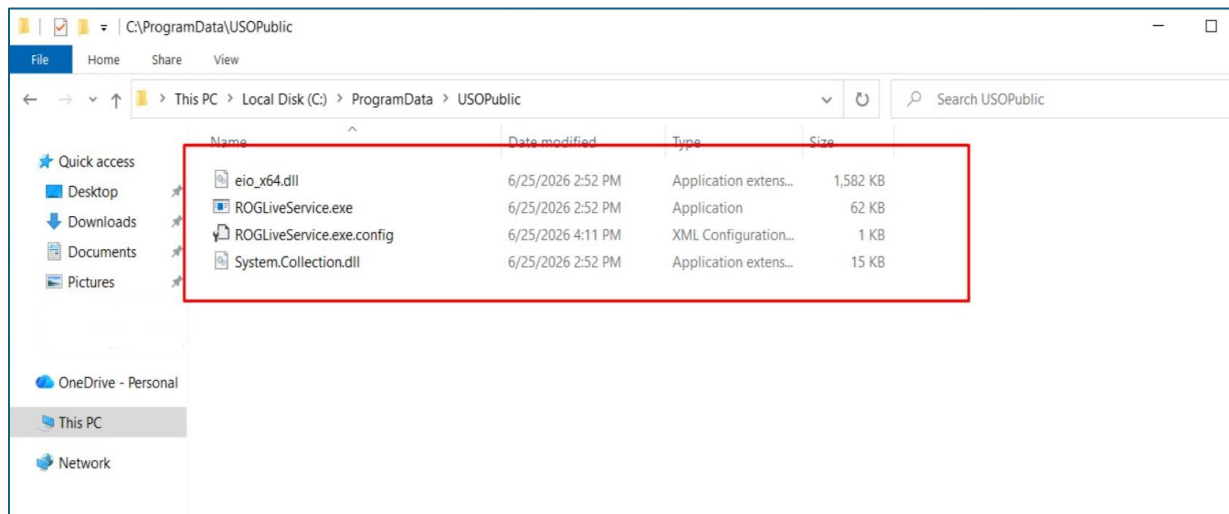 C:\ProgramData\USOPublic
File Home Share View
This PC > Local Disk (C:) > ProgramData > USOPublic
Search USOPublic
Name Date modified Type Size
Quick access
Desktop
Downloads
Documents
Pictures
OneDrive - Personal
This PC
Network
eio_x64.dll 6/25/2026 2:52 PM Application extens... 1,582 KB
ROGLiveService.exe 6/25/2026 2:52 PM Application 62 KB
ROGLiveService.exe.config 6/25/2026 4:11 PM XML Configuration... 1 KB
System.Collection.dll 6/25/2026 2:52 PM Application extens... 15 KB